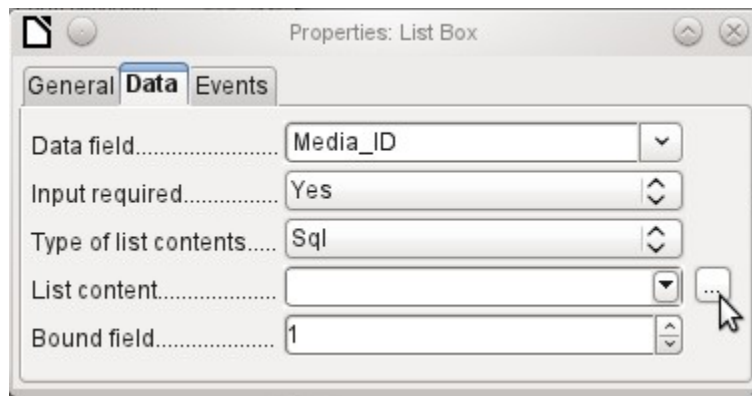 Properties: List Box
General Data Events
Data field....................... Media_ID
Input required................ Yes
Type of list contents..... Sql
List content.................... ...
Bound field.................... 1